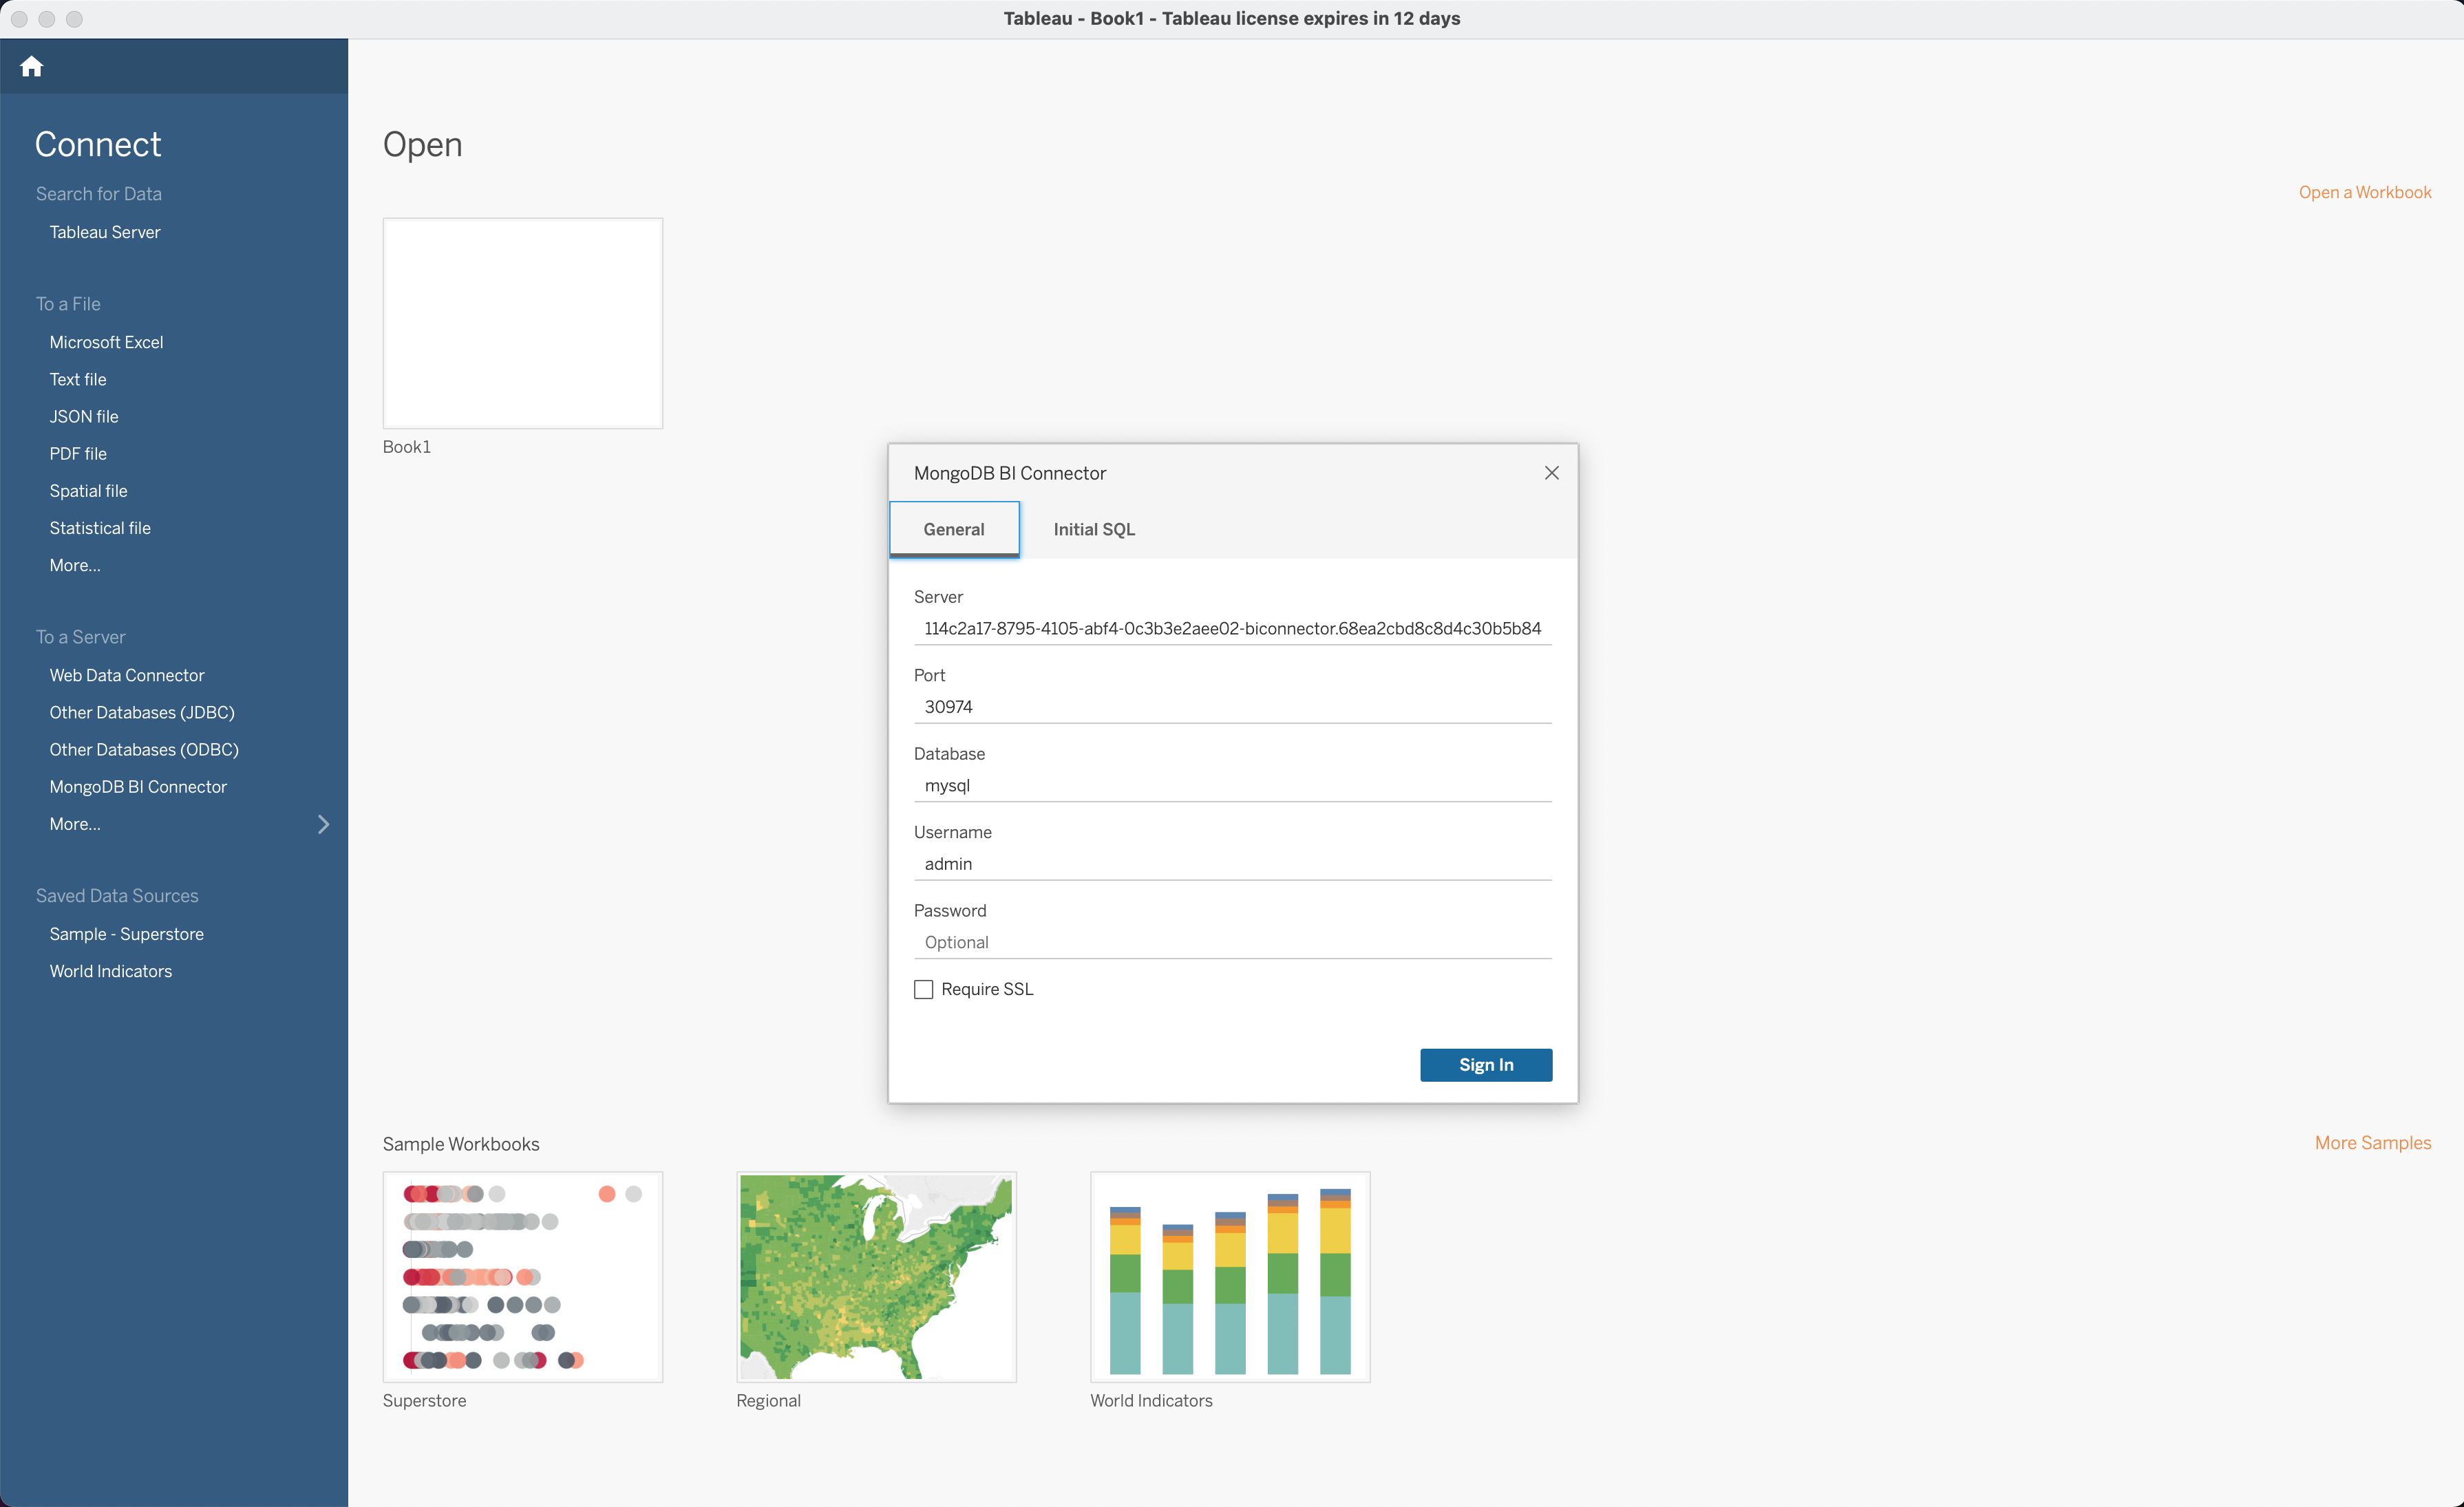 Tableau - Book1 - Tableau license expires in 12 days
Connect
Search for Data
Tableau Server
To a File
Microsoft Excel
Text file
JSON file
PDF file
Spatial file
Statistical file
More...
To a Server
Web Data Connector
Other Databases (JDBC)
Other Databases (ODBC)
MongoDB BI Connector
More...
Saved Data Sources
Sample - Superstore
World Indicators
Open
Open a Workbook
Book1
MongoDB BI Connector
General
Initial SQL
Server
114c2a17-8795-4105-abf4-0c3b3e2aee02-biconnector.68ea2cbd8c8d4c30b5b84
Port
30974
Database
mysql
Username
admin
Password
Optional
Require SSL
Sign In
Sample Workbooks
More Samples
Superstore
Regional
World Indicators